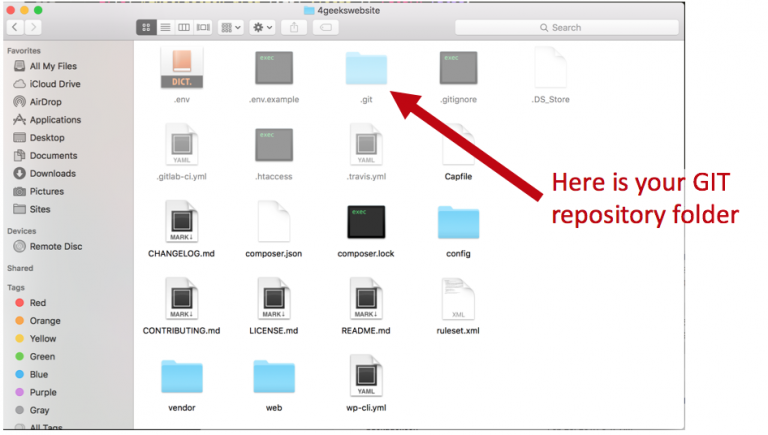 4geekswebsite
Search
Favorites
All My Files
iCloud Drive
AirDrop
Applications
Desktop
Documents
Downloads
Pictures
Sites
Devices
Remote Disc
Shared
Tags
Red
Orange
Yellow
Green
Blue
Purple
Gray
All Tags
DICT.
exec
exec
.env
.env.example
.git
.gitignore
.DS_Store
YAML
exec
YAML
.gitlab-ci.yml
.htaccess
.travis.yml
Capfile
MARK↓
exec
CHANGELOG.md
composer.json
composer.lock
config
MARK↓
MARK↓
MARK↓
XML
CONTRIBUTING.md
LICENSE.md
README.md
ruleset.xml
YAML
vendor
web
wp-cli.yml
Here is your GIT
repository folder